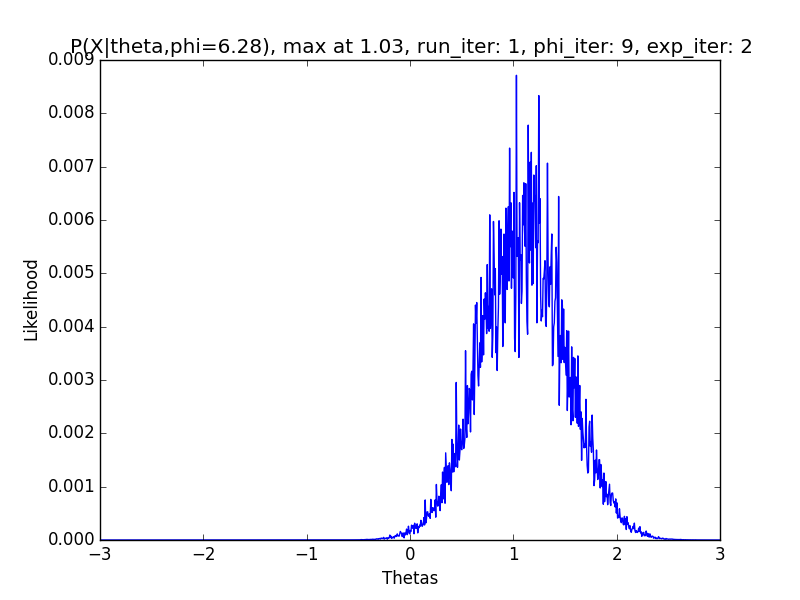 P(X|theta,phi=6.28), max at 1.03, run_iter: 1, phi_iter: 9, exp_iter: 2
0.009
0.008
0.007
0.006
0.005
0.004
0.003
0.002
0.001
0.000
Likelihood
−3 −2 −1 0 1 2 3
Thetas